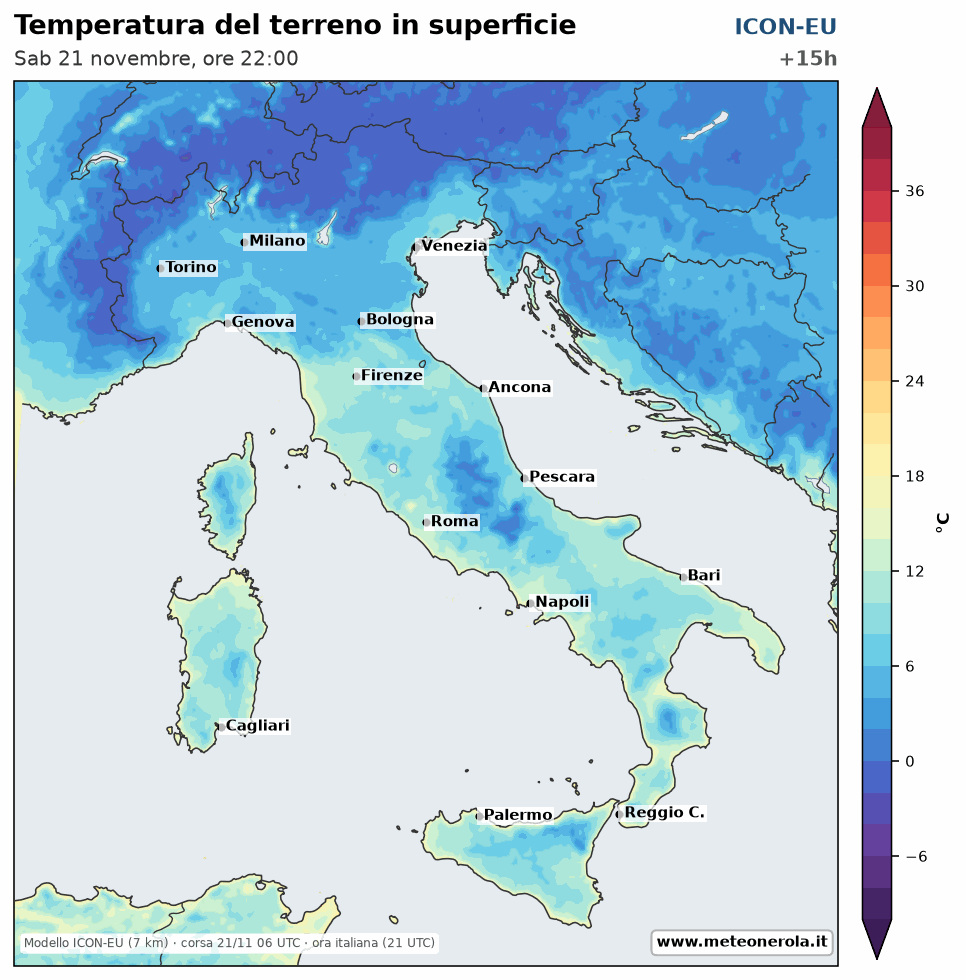 Temperatura del terreno in superficie
ICON-EU
Sab 21 novembre, ore 22:00
+15h
Milano
Venezia
Torino
Genova
Bologna
Firenze
Ancona
Pescara
Roma
Bari
Napoli
Cagliari
Palermo
Reggio C.
36
30
24
18
12
6
0
−6
°C
Modello ICON-EU (7 km) · corsa 21/11 06 UTC · ora italiana (21 UTC)
www.meteonerola.it